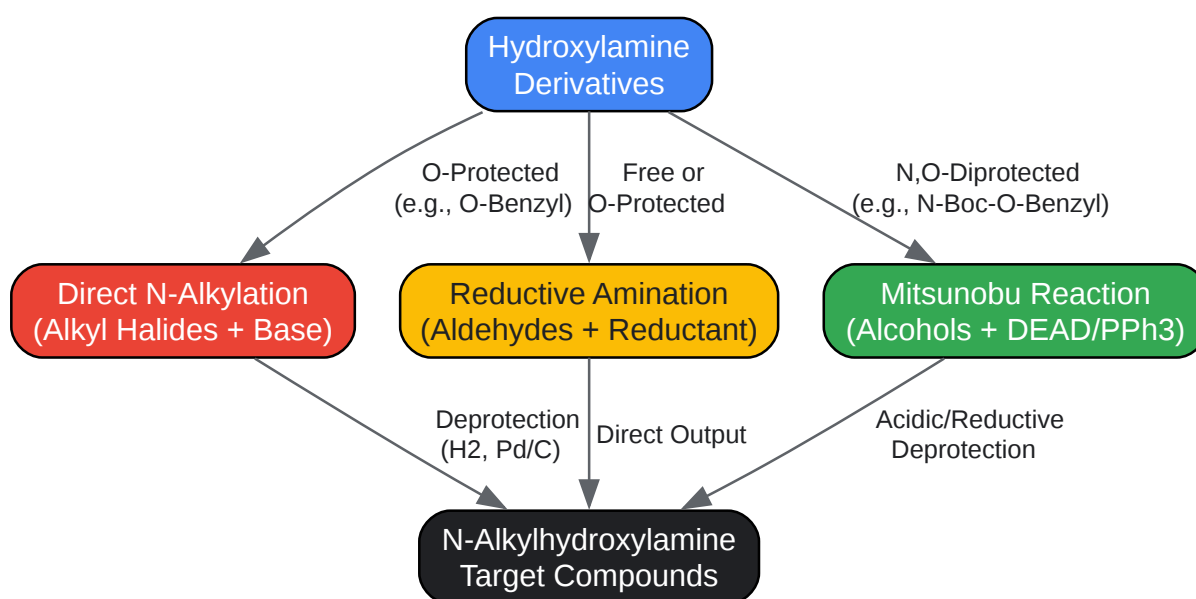 Hydroxylamine
Derivatives
O-Protected
(e.g., O-Benzyl)
Free or
O-Protected
N,O-Diprotected
(e.g., N-Boc-O-Benzyl)
Direct N-Alkylation
(Alkyl Halides + Base)
Reductive Amination
(Aldehydes + Reductant)
Mitsunobu Reaction
(Alcohols + DEAD/PPh3)
Deprotection
(H2, Pd/C)
Direct Output
Acidic/Reductive
Deprotection
N-Alkylhydroxylamine
Target Compounds